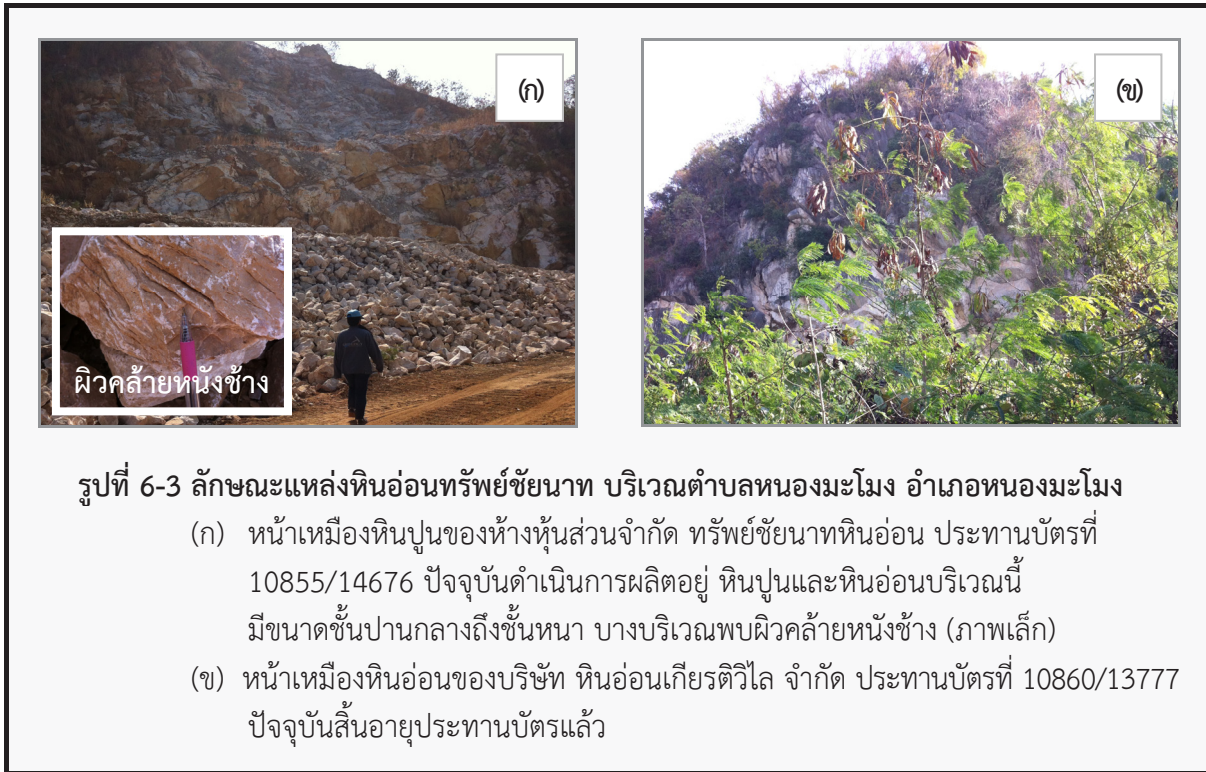 (ก)
(ข)
ผิวคล้ายหนังช้าง
รูปที่ 6-3 ลักษณะแหล่งหินอ่อนทรัพย์ชัยนาท บริเวณตำบลหนองมะโมง อำเภอหนองมะโมง
(ก) หน้าเหมืองหินปูนของห้างหุ้นส่วนจำกัด ทรัพย์ชัยนาทหินอ่อน ประทานบัตรที่
10855/14676 ปัจจุบันดำเนินการผลิตอยู่ หินปูนและหินอ่อนบริเวณนี้
มีขนาดชั้นปานกลางถึงชั้นหนา บางบริเวณพบผิวคล้ายหนังช้าง (ภาพเล็ก)
(ข) หน้าเหมืองหินอ่อนของบริษัท หินอ่อนเกียรติวิไล จำกัด ประทานบัตรที่ 10860/13777
ปัจจุบันสิ้นอายุประทานบัตรแล้ว